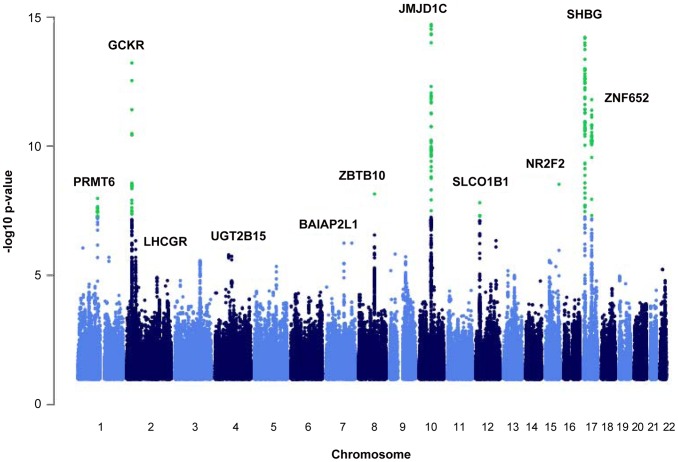 JMJD1C
SHBG
GCKR
ZNF652
PRMT6
ZBTB10
SLCO1B1
NR2F2
LHCGR
UGT2B15
BAIAP2L1
-log10 p-value
15
10
5
0
1 2 3 4 5 6 7 8 9 10 11 12 13 14 15 16 17 18 19 20 21 22
Chromosome